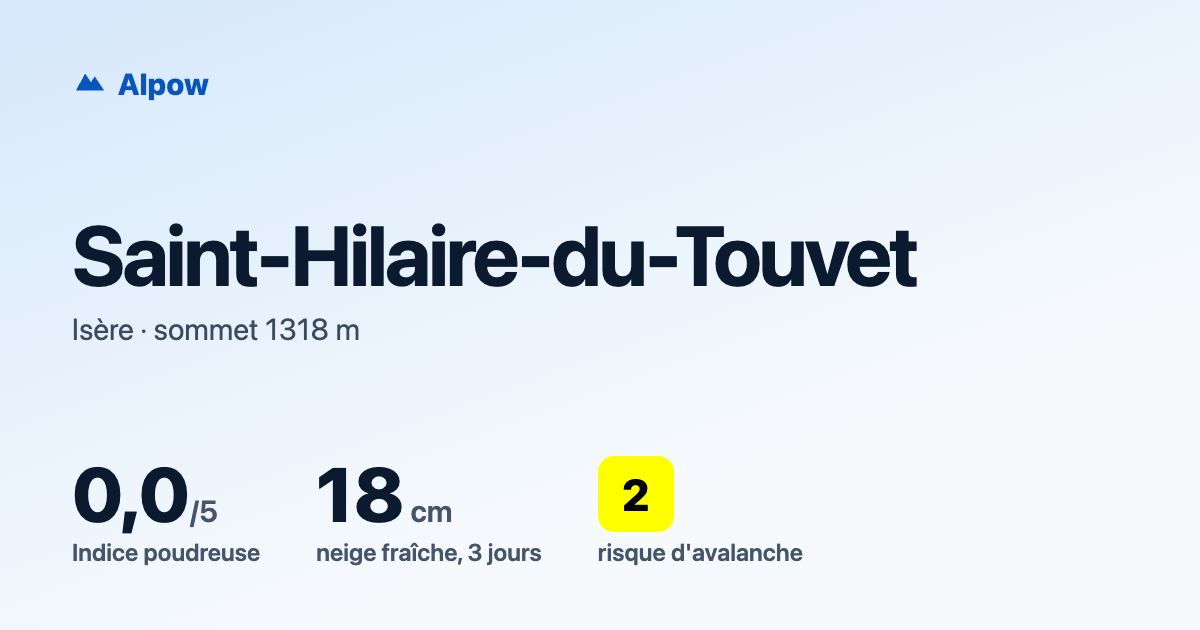 Alpow
Saint-Hilaire-du-Touvet
Isère · sommet 1318 m
0,0/5
Indice poudreuse
18 cm
neige fraîche, 3 jours
2
risque d'avalanche